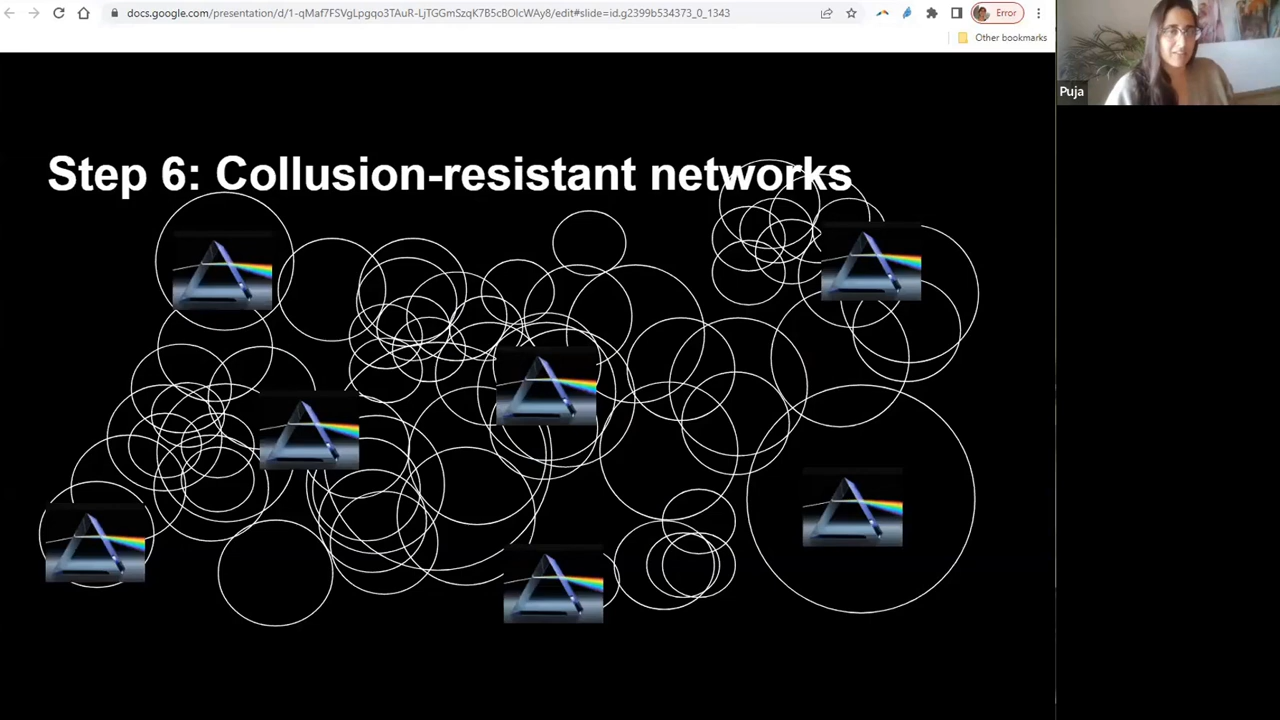 docs.google.com/presentation/d/1-qMaf7FSVgLpgqo3TAuR-LjTGGmSzqK7B5cBOIcWAy8/edit#slide=id.g2399b534373_0_1343
Error
Other bookmarks
Puja
Step 6: Collusion-resistant networks